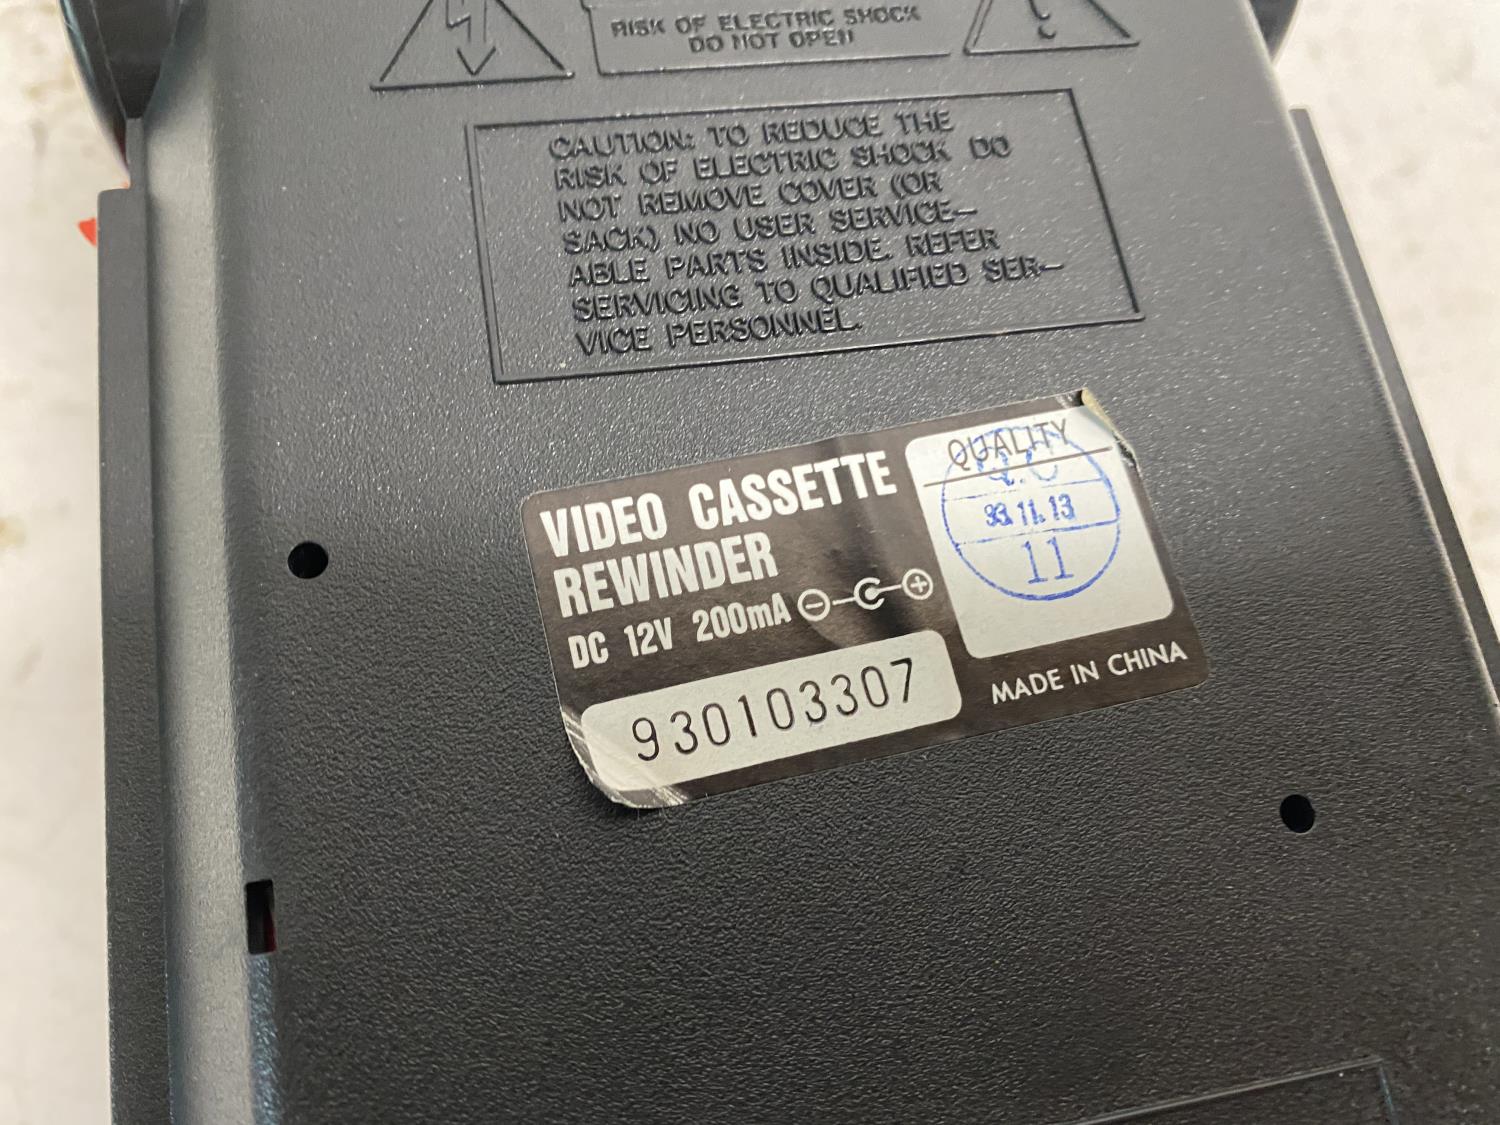 RISK OF ELECTRIC SHOCK
DO NOT OPEN
CAUTION: TO REDUCE THE
RISK OF ELECTRIC SHOCK DO
NOT REMOVE COVER (OR
SACK) NO USER SERVICE-
ABLE PARTS INSIDE. REFER
SERVICING TO QUALIFIED SER-
VICE PERSONNEL.
VIDEO CASSETTE
REWINDER
DC 12V 200mA
930103307
QUALITY
Q.C
93.11.13
11
MADE IN CHINA